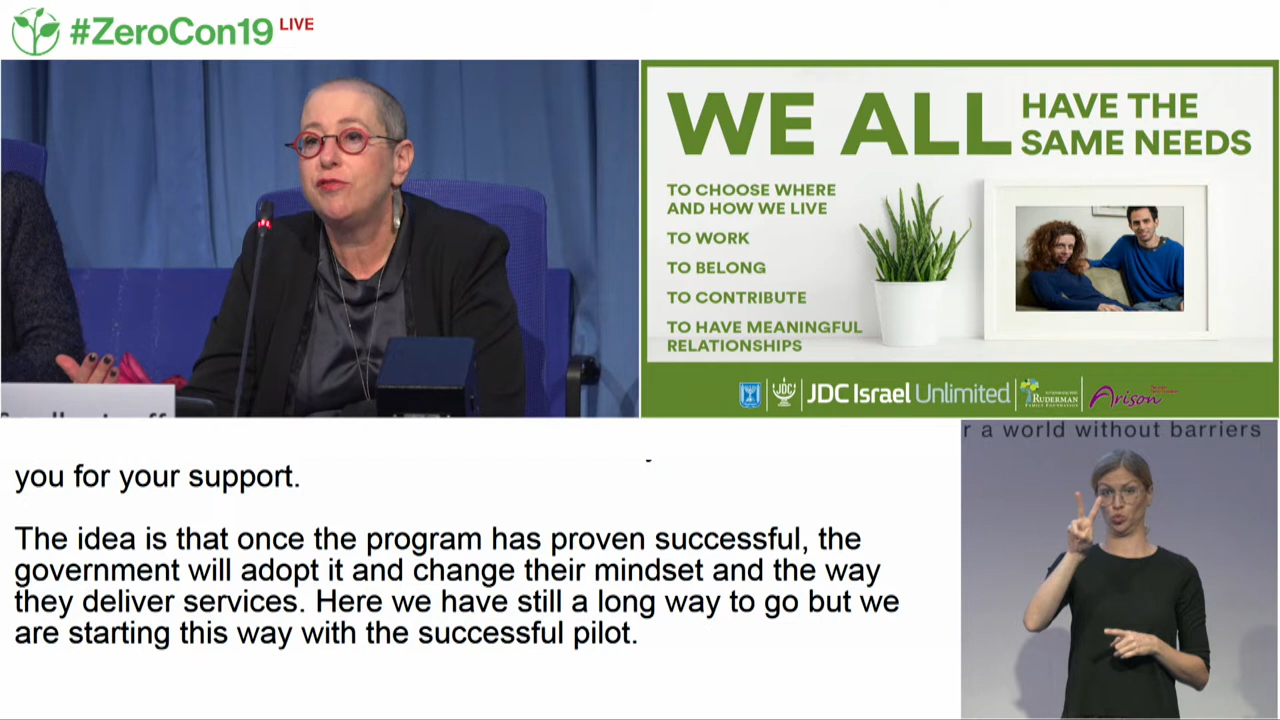 #ZeroCon19 LIVE
WE ALL HAVE THE
SAME NEEDS
TO CHOOSE WHERE
AND HOW WE LIVE
TO WORK
TO BELONG
TO CONTRIBUTE
TO HAVE MEANINGFUL
RELATIONSHIPS
JDC
JDC Israel Unlimited
RUDERMAN
FAMILY FOUNDATION
Arison
r a world without barriers
you for your support.
The idea is that once the program has proven successful, the
government will adopt it and change their mindset and the way
they deliver services. Here we have still a long way to go but we
are starting this way with the successful pilot.